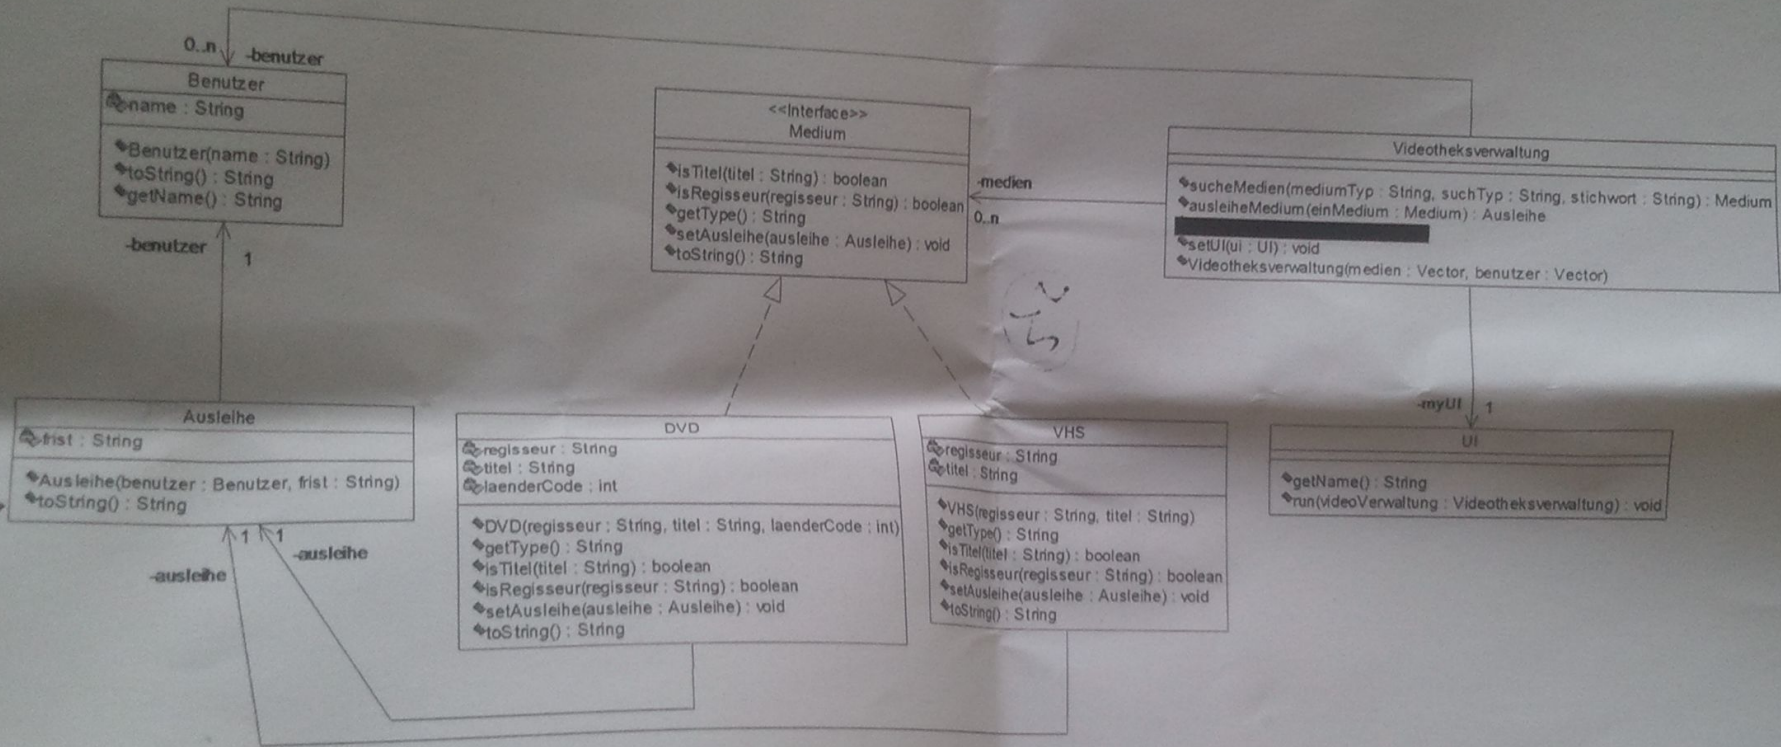 0..n
-benutzer
Benutzer
name : String
Benutzer(name : String)
toString() : String
getName() : String
-benutzer
1
<<Interface>>
Medium
isTitel(titel : String) : boolean
isRegisseur(regisseur : String) : boolean
getType() : String
setAusleihe(ausleihe : Ausleihe) : void
toString() : String
-medien
0..n
Videotheksverwaltung
sucheMedien(mediumTyp : String, suchTyp : String, stichwort : String) : Medium
ausleiheMedium(einMedium : Medium) : Ausleihe
setUI(ui : UI) : void
Videotheksverwaltung(medien : Vector, benutzer : Vector)
-myUI
1
Ausleihe
frist : String
Ausleihe(benutzer : Benutzer, frist : String)
toString() : String
1
1
-ausleihe
-ausleihe
DVD
regisseur : String
titel : String
laenderCode : int
DVD(regisseur : String, titel : String, laenderCode : int)
getType() : String
isTitel(titel : String) : boolean
isRegisseur(regisseur : String) : boolean
setAusleihe(ausleihe : Ausleihe) : void
toString() : String
VHS
regisseur : String
titel : String
VHS(regisseur : String, titel : String)
getType() : String
isTitel(titel : String) : boolean
isRegisseur(regisseur : String) : boolean
setAusleihe(ausleihe : Ausleihe) : void
toString() : String
UI
getName() : String
run(videoVerwaltung : Videotheksverwaltung) : void